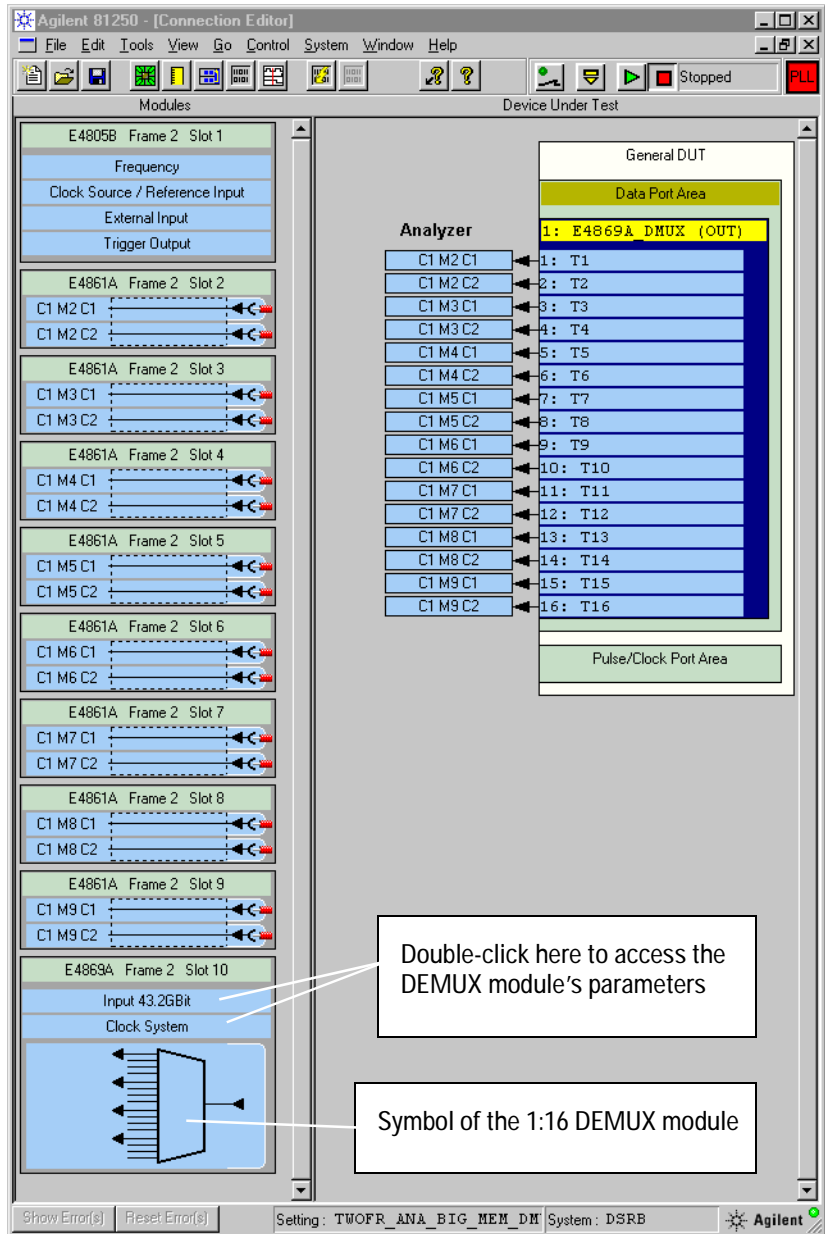 Agilent 81250 - [Connection Editor]
File Edit Tools View Go Control System Window Help
Stopped
PLL
Modules
Device Under Test
E4805B Frame 2 Slot 1
Frequency
Clock Source / Reference Input
External Input
Trigger Output
E4861A Frame 2 Slot 2
C1 M2 C1
C1 M2 C2
E4861A Frame 2 Slot 3
C1 M3 C1
C1 M3 C2
E4861A Frame 2 Slot 4
C1 M4 C1
C1 M4 C2
E4861A Frame 2 Slot 5
C1 M5 C1
C1 M5 C2
E4861A Frame 2 Slot 6
C1 M6 C1
C1 M6 C2
E4861A Frame 2 Slot 7
C1 M7 C1
C1 M7 C2
E4861A Frame 2 Slot 8
C1 M8 C1
C1 M8 C2
E4861A Frame 2 Slot 9
C1 M9 C1
C1 M9 C2
E4869A Frame 2 Slot 10
Input 43.2GBit
Clock System
General DUT
Data Port Area
Analyzer
1: E4869A_DMUX (OUT)
C1 M2 C1 1: T1
C1 M2 C2 2: T2
C1 M3 C1 3: T3
C1 M3 C2 4: T4
C1 M4 C1 5: T5
C1 M4 C2 6: T6
C1 M5 C1 7: T7
C1 M5 C2 8: T8
C1 M6 C1 9: T9
C1 M6 C2 10: T10
C1 M7 C1 11: T11
C1 M7 C2 12: T12
C1 M8 C1 13: T13
C1 M8 C2 14: T14
C1 M9 C1 15: T15
C1 M9 C2 16: T16
Pulse/Clock Port Area
Double-click here to access the
DEMUX module's parameters
Symbol of the 1:16 DEMUX module
Show Error(s) Reset Error(s) Setting: TWOFR_ANA_BIG_MEM_DM System: DSRB Agilent